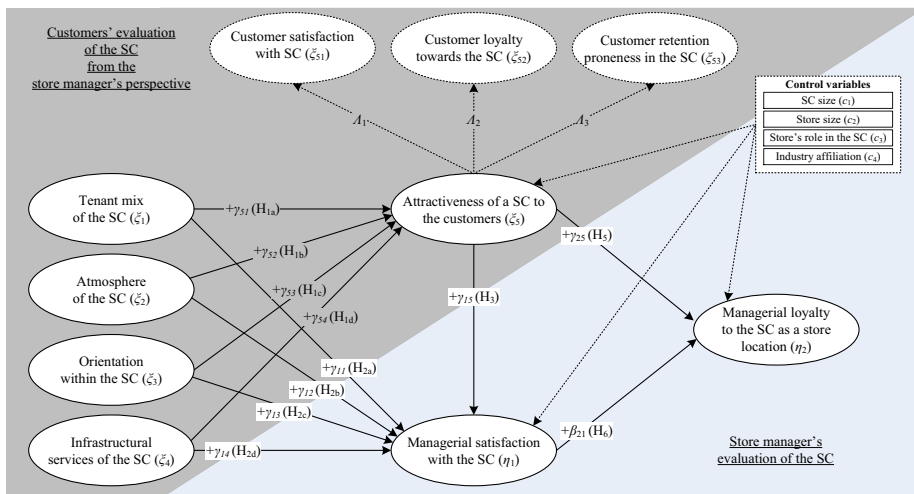 Customers' evaluation
of the SC
from the
store manager's perspective
Customer satisfaction
with SC (ξ51)
Customer loyalty
towards the SC (ξ52)
Customer retention
proneness in the SC (ξ53)
Control variables
SC size (c1)
Store size (c2)
Store's role in the SC (c3)
Industry affiliation (c4)
Λ1
Λ2
Λ3
Tenant mix
of the SC (ξ1)
Attractiveness of a SC to
the customers (ξ5)
+γ51 (H1a)
+γ52 (H1b)
+γ53 (H1c)
+γ54 (H1d)
+γ25 (H5)
+γ15 (H3)
Atmosphere
of the SC (ξ2)
Managerial loyalty
to the SC as a store
location (η2)
Orientation
within the SC (ξ3)
+γ11 (H2a)
+γ12 (H2b)
+γ13 (H2c)
+γ14 (H2d)
Infrastructural
services of the SC (ξ4)
Managerial satisfaction
with the SC (η1)
+β21 (H6)
Store manager's
evaluation of the SC